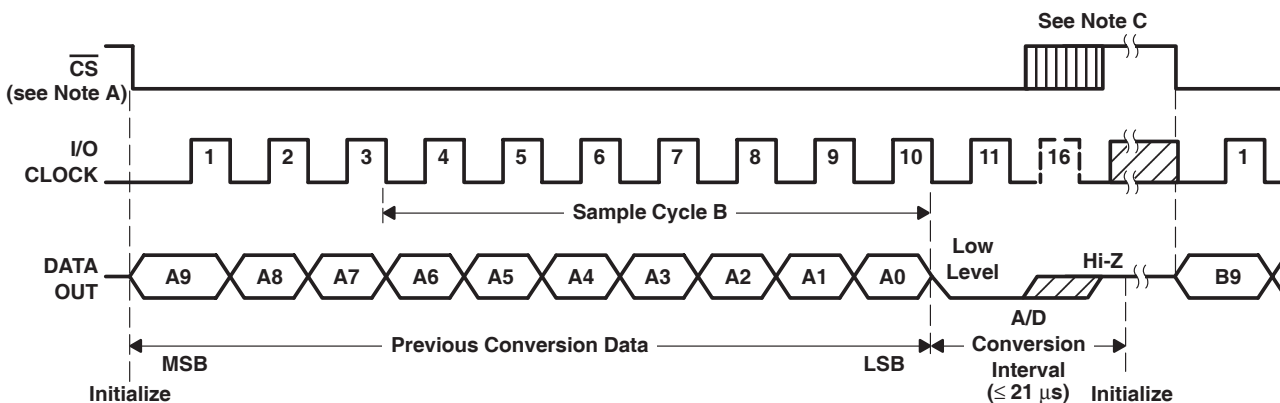 See Note C
CS
(see Note A)
I/O
CLOCK
1 2 3 4 5 6 7 8 9 10 11 16 1
Sample Cycle B
DATA
OUT
A9 A8 A7 A6 A5 A4 A3 A2 A1 A0
Low
Level
Hi-Z
B9
Previous Conversion Data
MSB
LSB
A/D
Conversion
Interval
(≤ 21 μs)
Initialize
Initialize